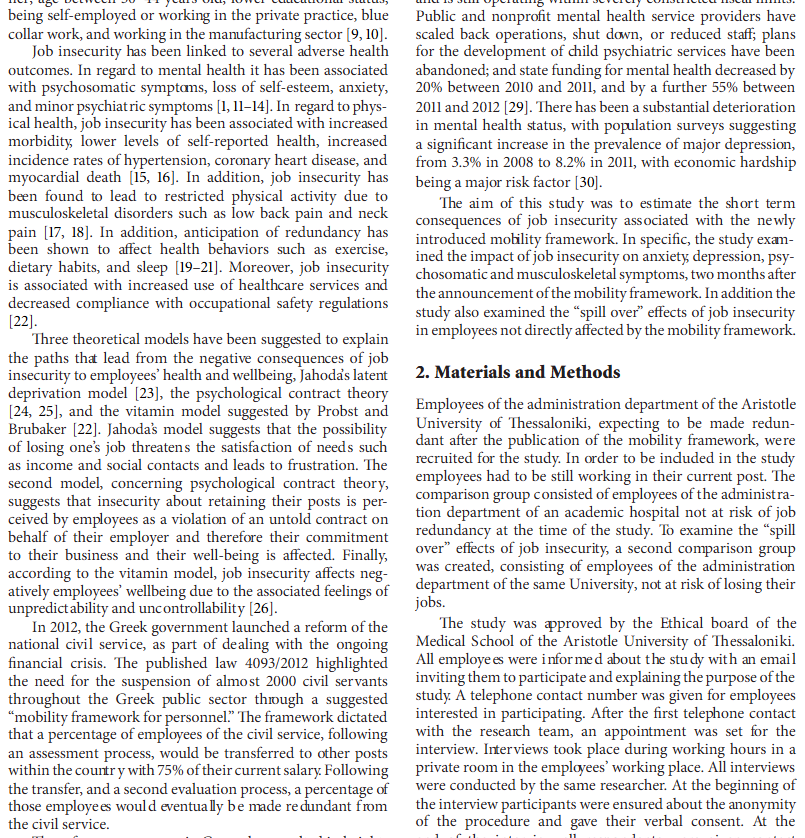 her, age between 30–44 years old, lower educational status,
being self-employed or working in the private practice, blue
collar work, and working in the manufacturing sector [9, 10].
Job insecurity has been linked to several adverse health
outcomes. In regard to mental health it has been associated
with psychosomatic symptoms, loss of self-esteem, anxiety,
and minor psychiatric symptoms [1, 11–14]. In regard to phys-
ical health, job insecurity has been associated with increased
morbidity, lower levels of self-reported health, increased
incidence rates of hypertension, coronary heart disease, and
myocardial death [15, 16]. In addition, job insecurity has
been found to lead to restricted physical activity due to
musculoskeletal disorders such as low back pain and neck
pain [17, 18]. In addition, anticipation of redundancy has
been shown to affect health behaviors such as exercise,
dietary habits, and sleep [19–21]. Moreover, job insecurity
is associated with increased use of healthcare services and
decreased compliance with occupational safety regulations
[22].
Three theoretical models have been suggested to explain
the paths that lead from the negative consequences of job
insecurity to employees' health and wellbeing, Jahoda's latent
deprivation model [23], the psychological contract theory
[24, 25], and the vitamin model suggested by Probst and
Brubaker [22]. Jahoda's model suggests that the possibility
of losing one's job threatens the satisfaction of needs such
as income and social contacts and leads to frustration. The
second model, concerning psychological contract theory,
suggests that insecurity about retaining their posts is per-
ceived by employees as a violation of an untold contract on
behalf of their employer and therefore their commitment
to their business and their well-being is affected. Finally,
according to the vitamin model, job insecurity affects neg-
atively employees' wellbeing due to the associated feelings of
unpredictability and uncontrollability [26].
In 2012, the Greek government launched a reform of the
national civil service, as part of dealing with the ongoing
financial crisis. The published law 4093/2012 highlighted
the need for the suspension of almost 2000 civil servants
throughout the Greek public sector through a suggested
"mobility framework for personnel." The framework dictated
that a percentage of employees of the civil service, following
an assessment process, would be transferred to other posts
within the country with 75% of their current salary. Following
the transfer, and a second evaluation process, a percentage of
those employees would eventually be made redundant from
the civil service.
and is still operating within severely constricted fiscal limits.
Public and nonprofit mental health service providers have
scaled back operations, shut down, or reduced staff; plans
for the development of child psychiatric services have been
abandoned; and state funding for mental health decreased by
20% between 2010 and 2011, and by a further 55% between
2011 and 2012 [29]. There has been a substantial deterioration
in mental health status, with population surveys suggesting
a significant increase in the prevalence of major depression,
from 3.3% in 2008 to 8.2% in 2011, with economic hardship
being a major risk factor [30].
The aim of this study was to estimate the short term
consequences of job insecurity associated with the newly
introduced mobility framework. In specific, the study exam-
ined the impact of job insecurity on anxiety, depression, psy-
chosomatic and musculoskeletal symptoms, two months after
the announcement of the mobility framework. In addition the
study also examined the "spill over" effects of job insecurity
in employees not directly affected by the mobility framework.
2. Materials and Methods
Employees of the administration department of the Aristotle
University of Thessaloniki, expecting to be made redun-
dant after the publication of the mobility framework, were
recruited for the study. In order to be included in the study
employees had to be still working in their current post. The
comparison group consisted of employees of the administra-
tion department of an academic hospital not at risk of job
redundancy at the time of the study. To examine the "spill
over" effects of job insecurity, a second comparison group
was created, consisting of employees of the administration
department of the same University, not at risk of losing their
jobs.
The study was approved by the Ethical board of the
Medical School of the Aristotle University of Thessaloniki.
All employees were informed about the study with an email
inviting them to participate and explaining the purpose of the
study. A telephone contact number was given for employees
interested in participating. After the first telephone contact
with the research team, an appointment was set for the
interview. Interviews took place during working hours in a
private room in the employees' working place. All interviews
were conducted by the same researcher. At the beginning of
the interview participants were ensured about the anonymity
of the procedure and gave their verbal consent. At the